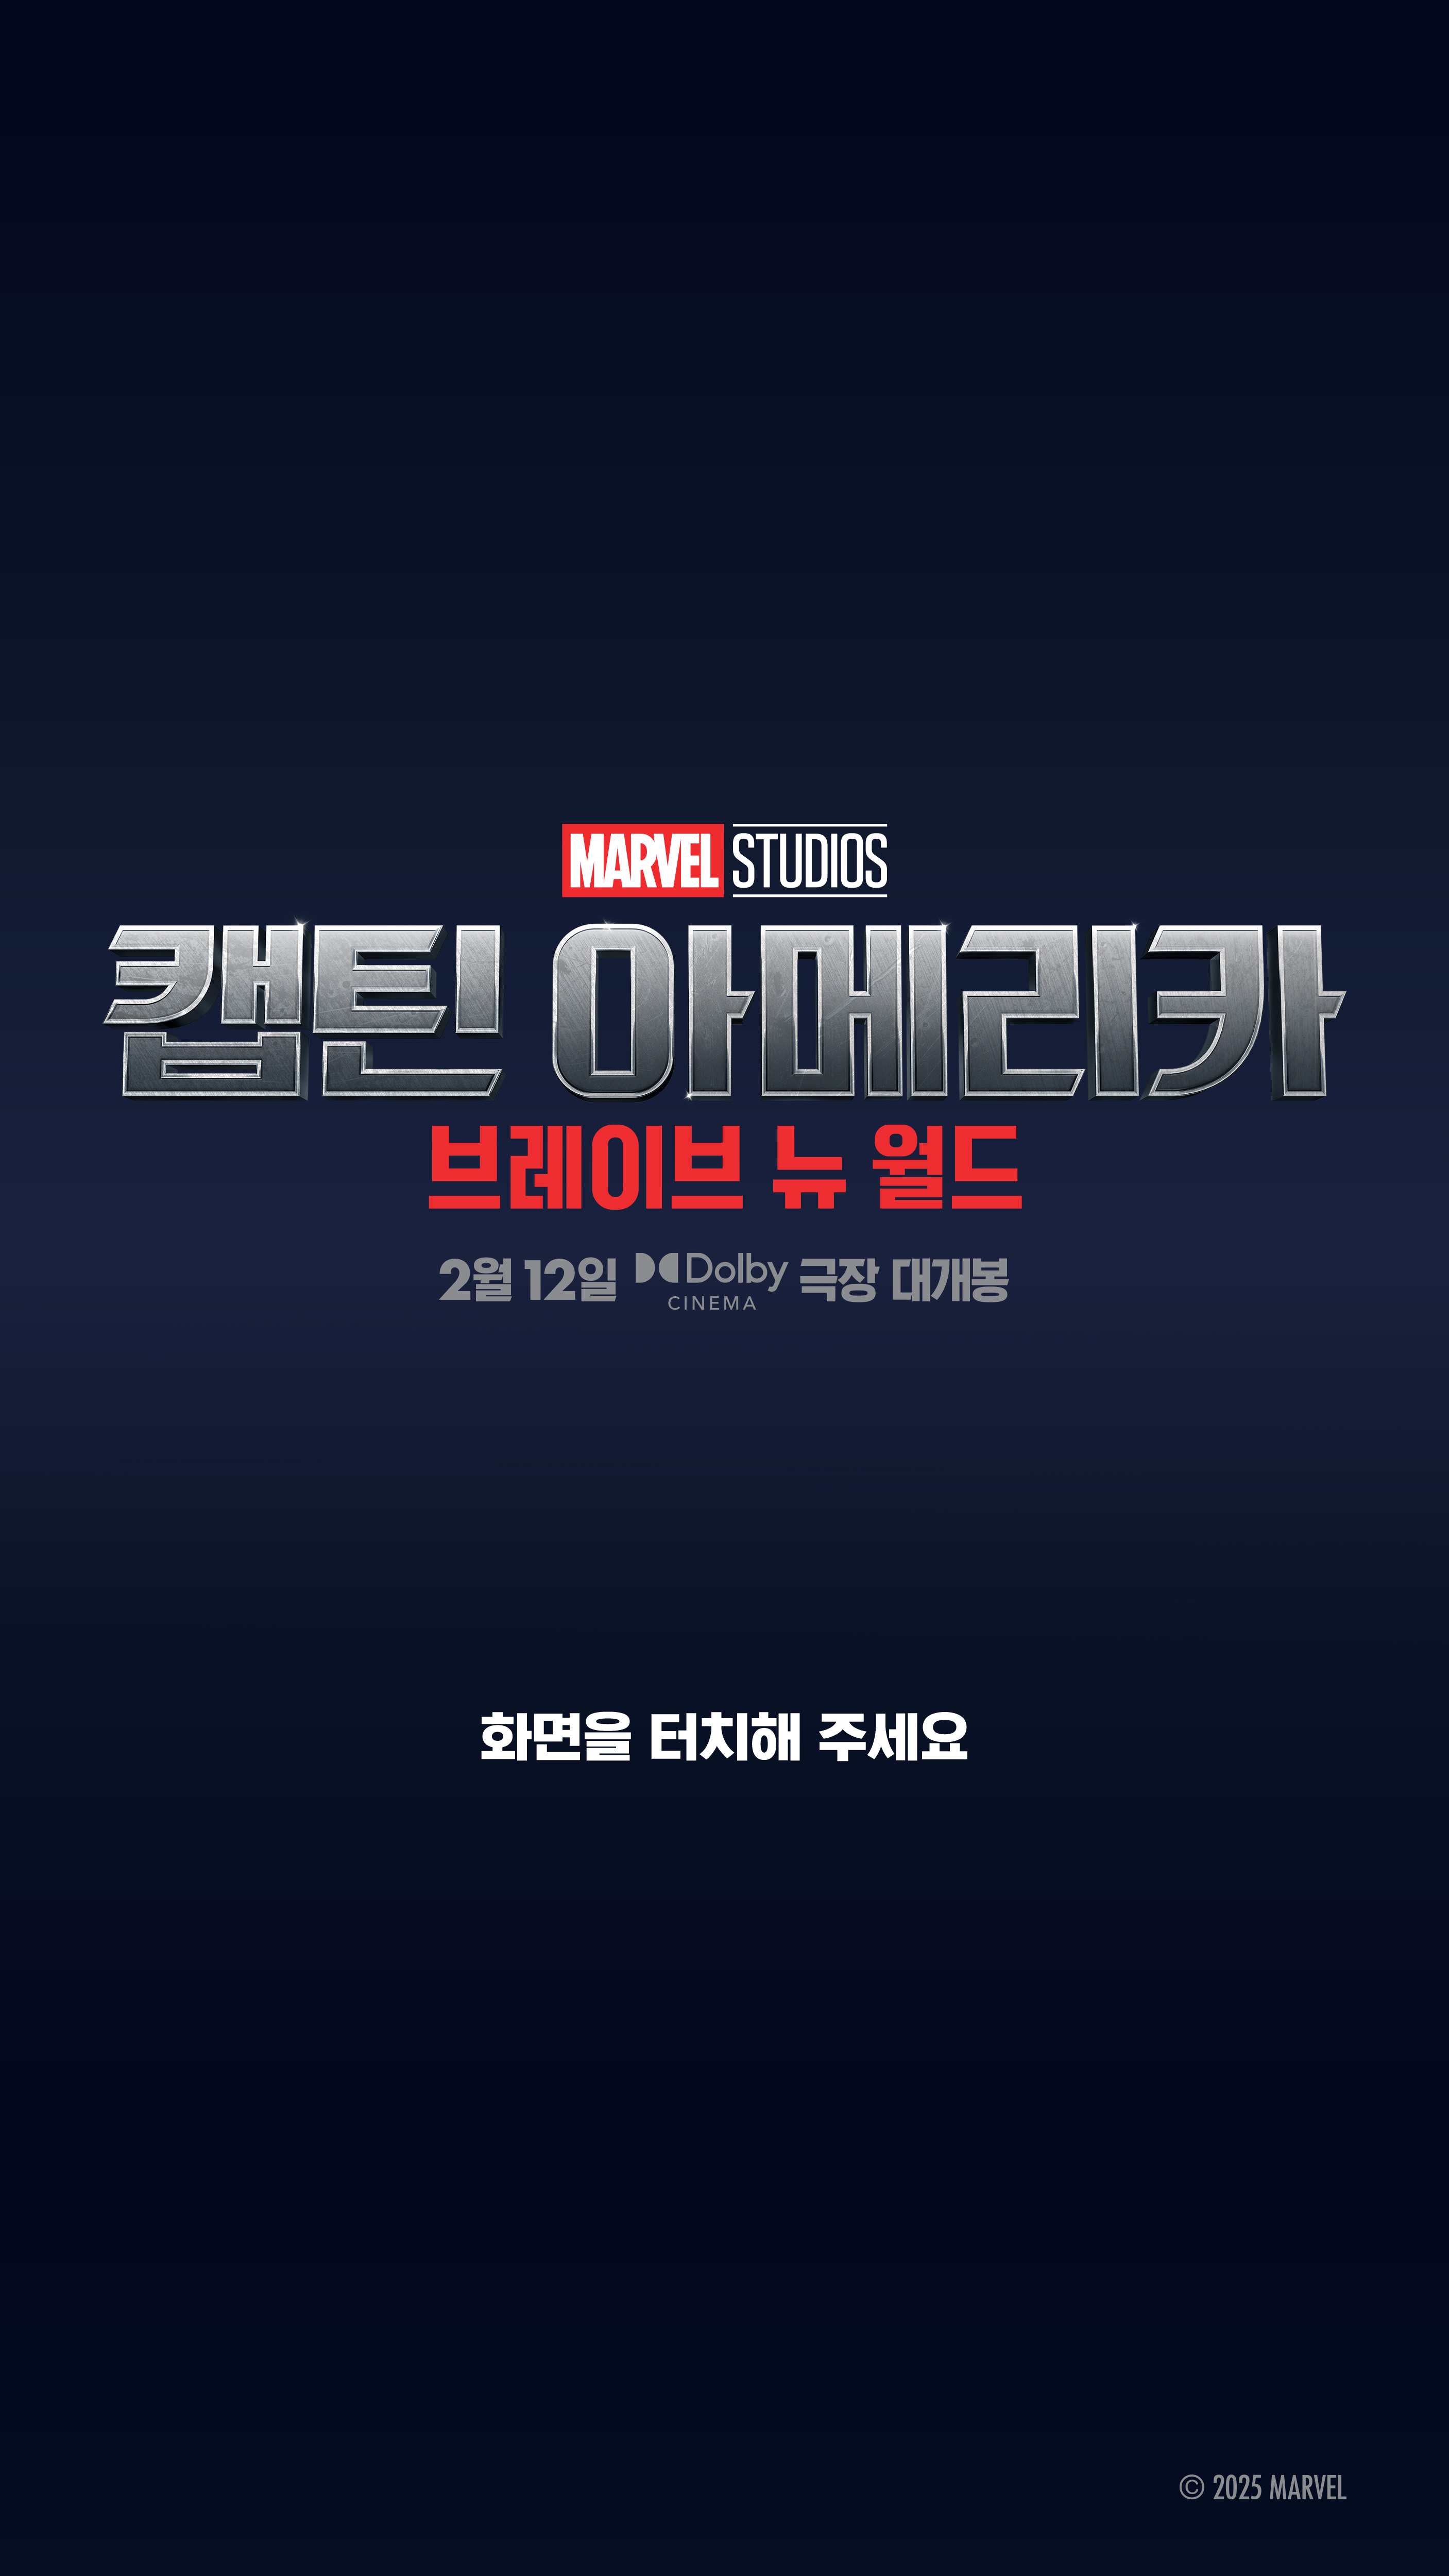 MARVEL STUDIOS
캡틴 아메리카
브레이브 뉴 월드
2월 12일 Dolby CINEMA 극장 대개봉
화면을 터치해 주세요
© 2025 MARVEL